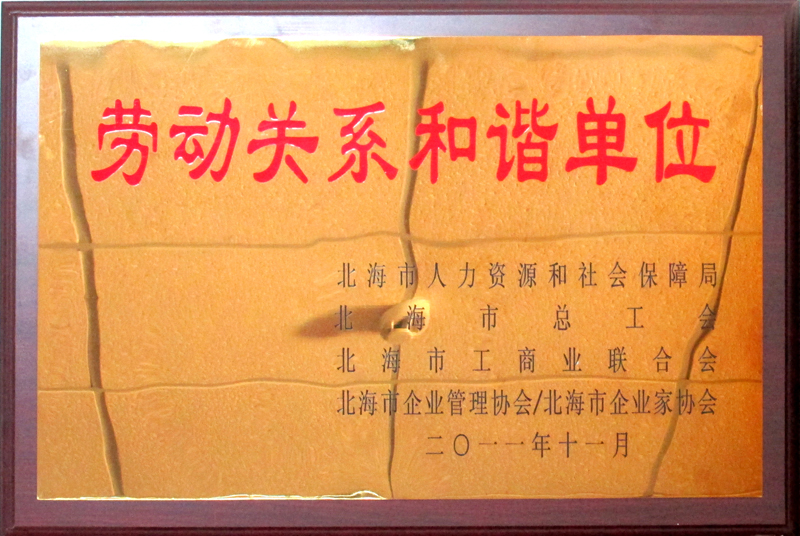 劳动关系和谐单位
北海市人力资源和社会保障局
北海市总工会
北海市工商业联合会
北海市企业管理协会/北海市企业家协会
二〇一一年十一月